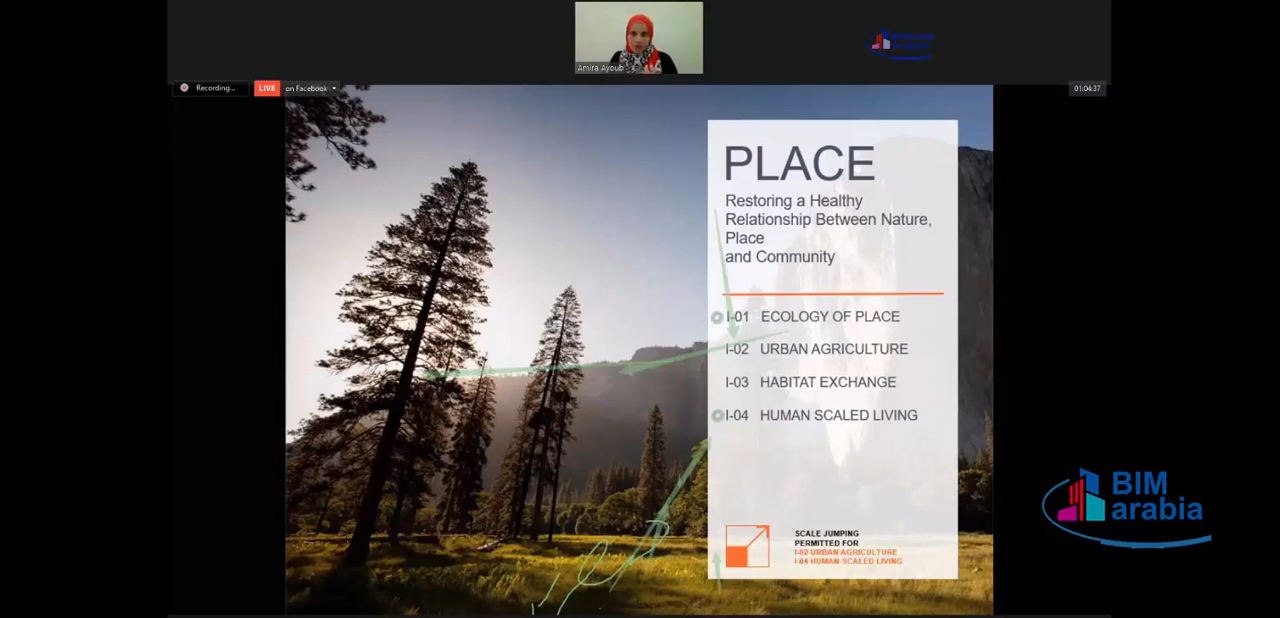 Amira Ayoub
Recording...
LIVE
on Facebook
01:04:37
PLACE
Restoring a Healthy
Relationship Between Nature,
Place
and Community
I-01 ECOLOGY OF PLACE
I-02 URBAN AGRICULTURE
I-03 HABITAT EXCHANGE
I-04 HUMAN SCALED LIVING
SCALE JUMPING
PERMITTED FOR
I-02 URBAN AGRICULTURE
I-04 HUMAN-SCALED LIVING
BIM
arabia